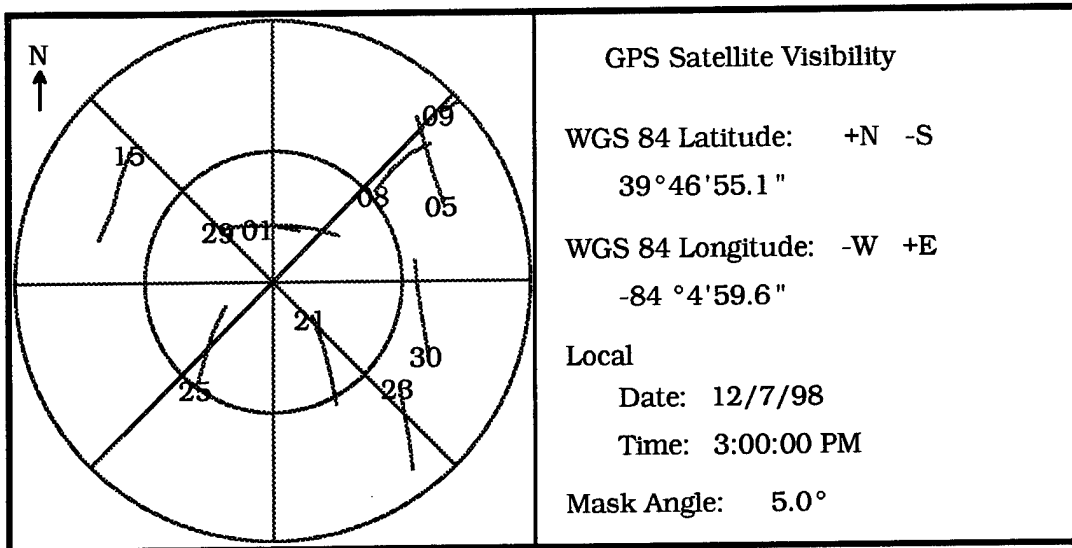 N
09
15
08
05
29 01
21
30
25
23
GPS Satellite Visibility
WGS 84 Latitude: +N -S
39°46'55.1"
WGS 84 Longitude: -W +E
-84 °4'59.6"
Local
Date: 12/7/98
Time: 3:00:00 PM
Mask Angle: 5.0°